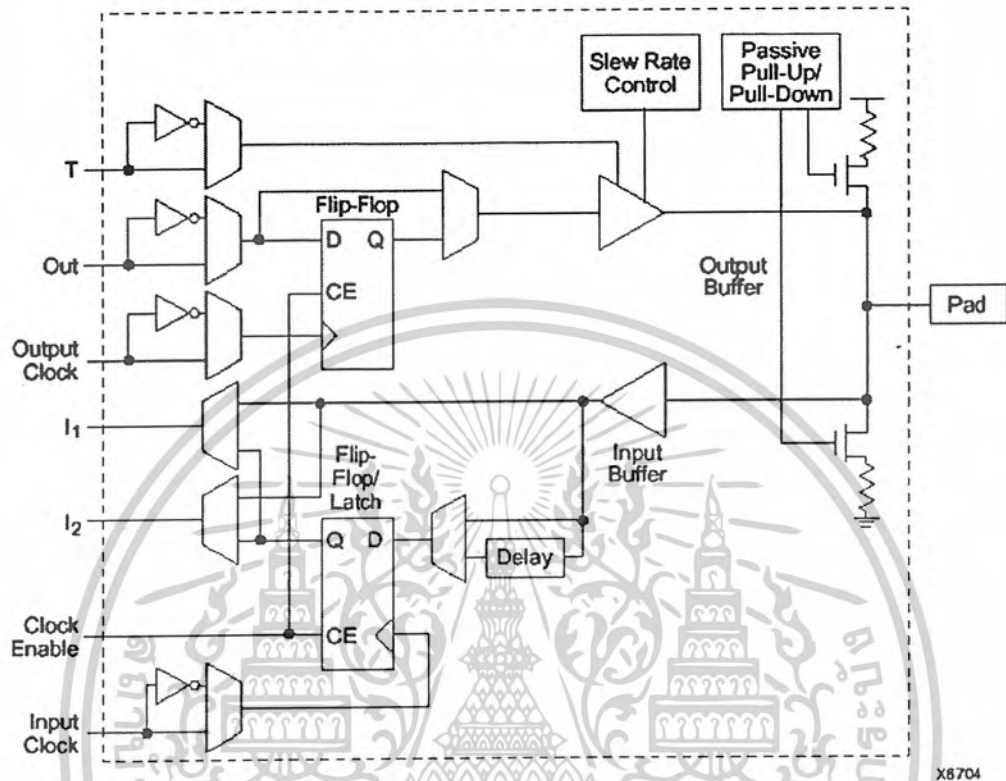 Slew Rate
Control
Passive
Pull-Up/
Pull-Down
T
Flip-Flop
D Q
Out
CE
Output
Buffer
Pad
Output
Clock
I1
Flip-
Flop/
Latch
Input
Buffer
I2
Q D
Delay
Clock
Enable
CE
Input
Clock
X6704